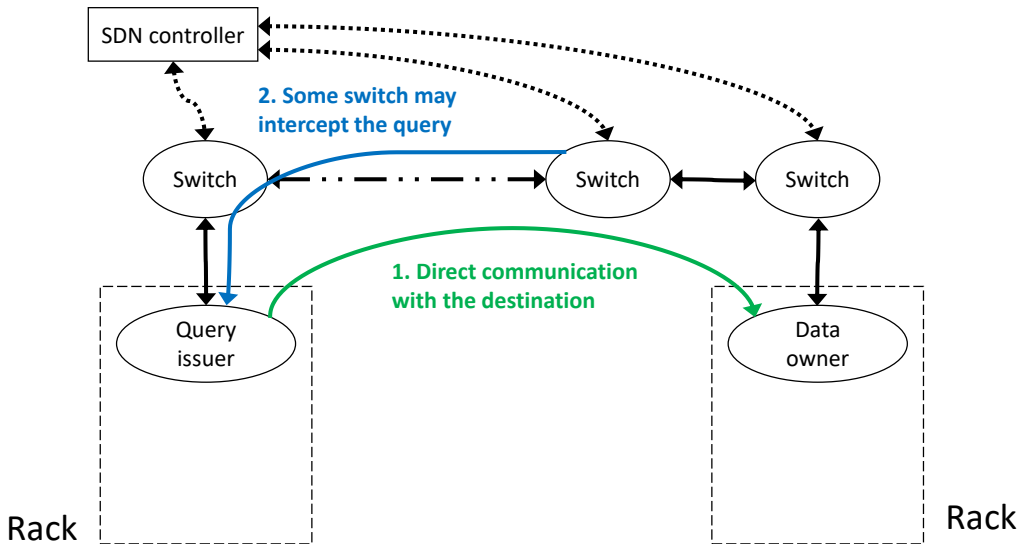 SDN controller
2. Some switch may
intercept the query
Switch
Switch
Switch
1. Direct communication
with the destination
Query
issuer
Data
owner
Rack
Rack